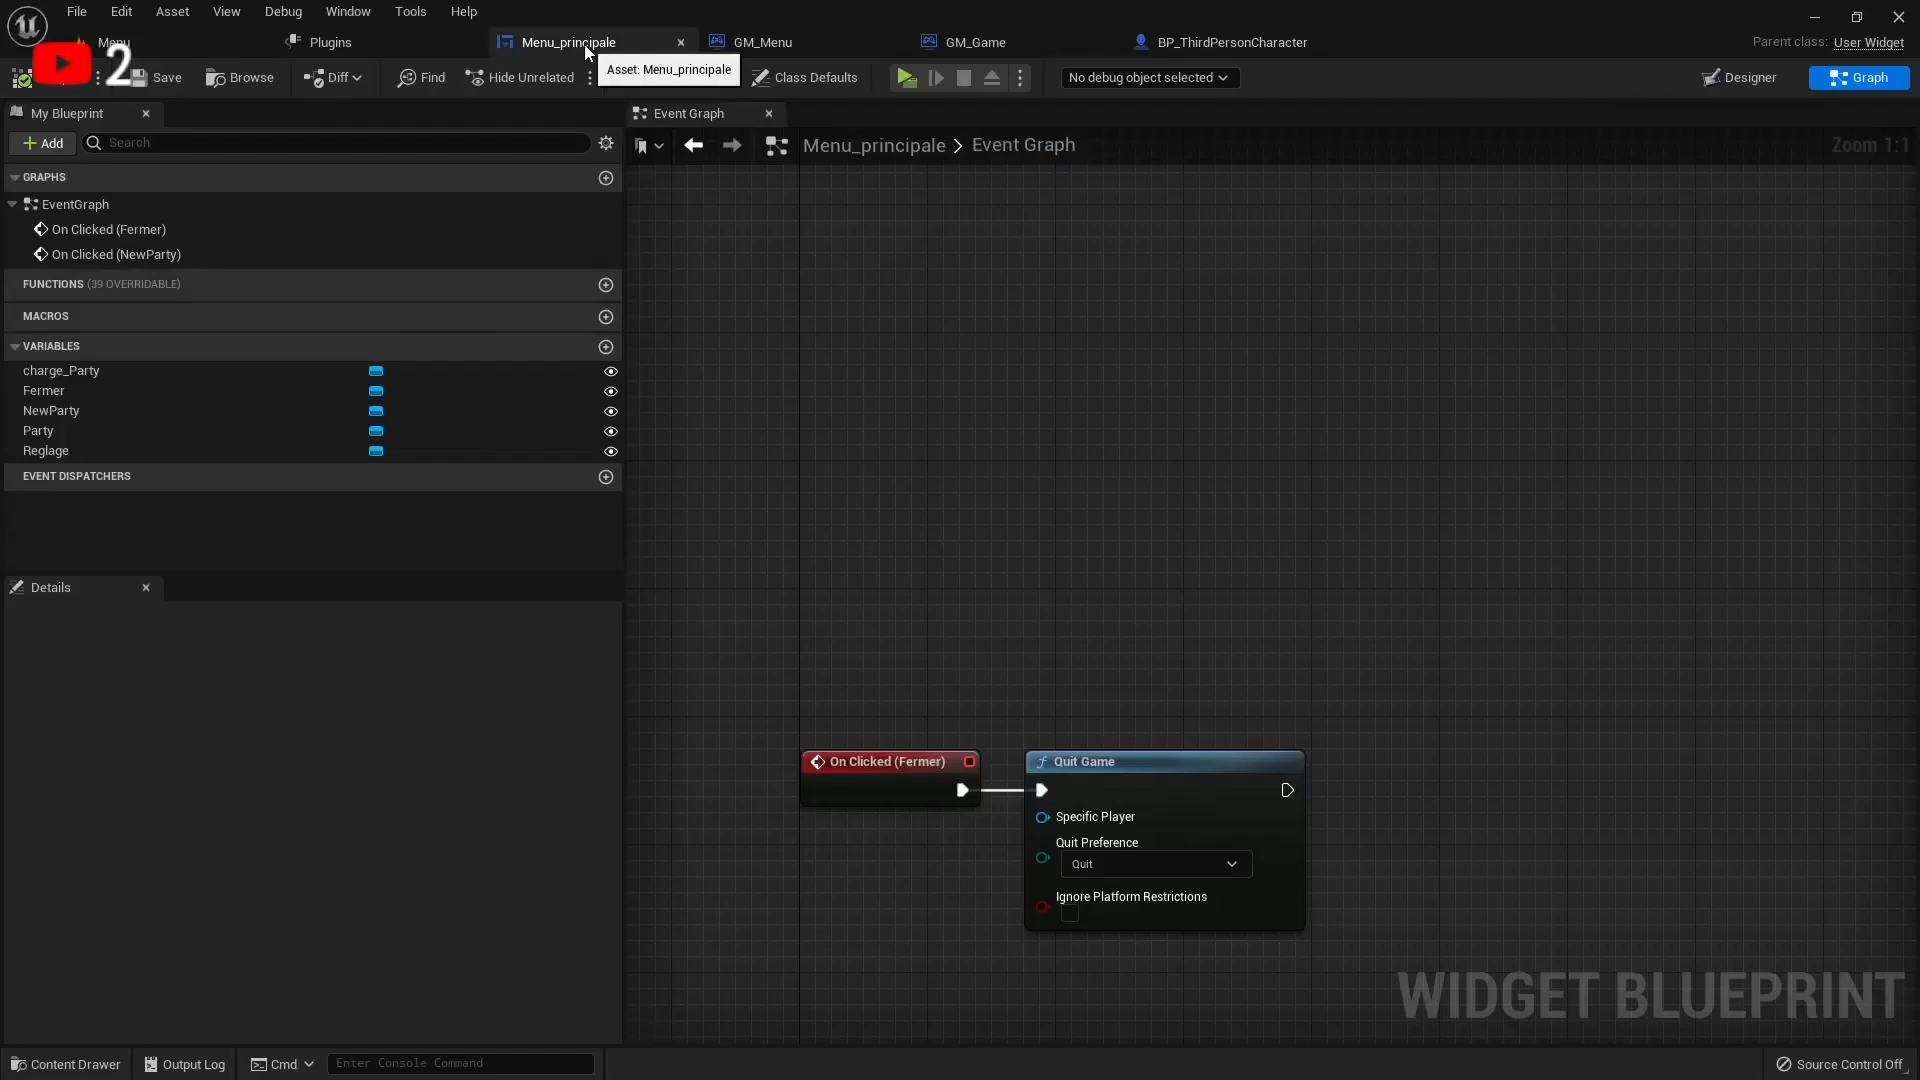 File Edit Asset View Debug Window Tools Help
Menu Plugins Menu_principale GM_Menu GM_Game BP_ThirdPersonCharacter Parent class: User Widget
2 Save Browse Diff Find Hide Unrelated Class Defaults No debug object selected Designer Graph
Asset: Menu_principale
My Blueprint
Event Graph
Add Search
Menu_principale > Event Graph Zoom 1:1
GRAPHS
EventGraph
On Clicked (Fermer)
On Clicked (NewParty)
FUNCTIONS (39 OVERRIDABLE)
MACROS
VARIABLES
charge_Party
Fermer
NewParty
Party
Reglage
EVENT DISPATCHERS
Details
On Clicked (Fermer)
Quit Game
Specific Player
Quit Preference
Quit
Ignore Platform Restrictions
WIDGET BLUEPRINT
Content Drawer Output Log Cmd Enter Console Command Source Control Off